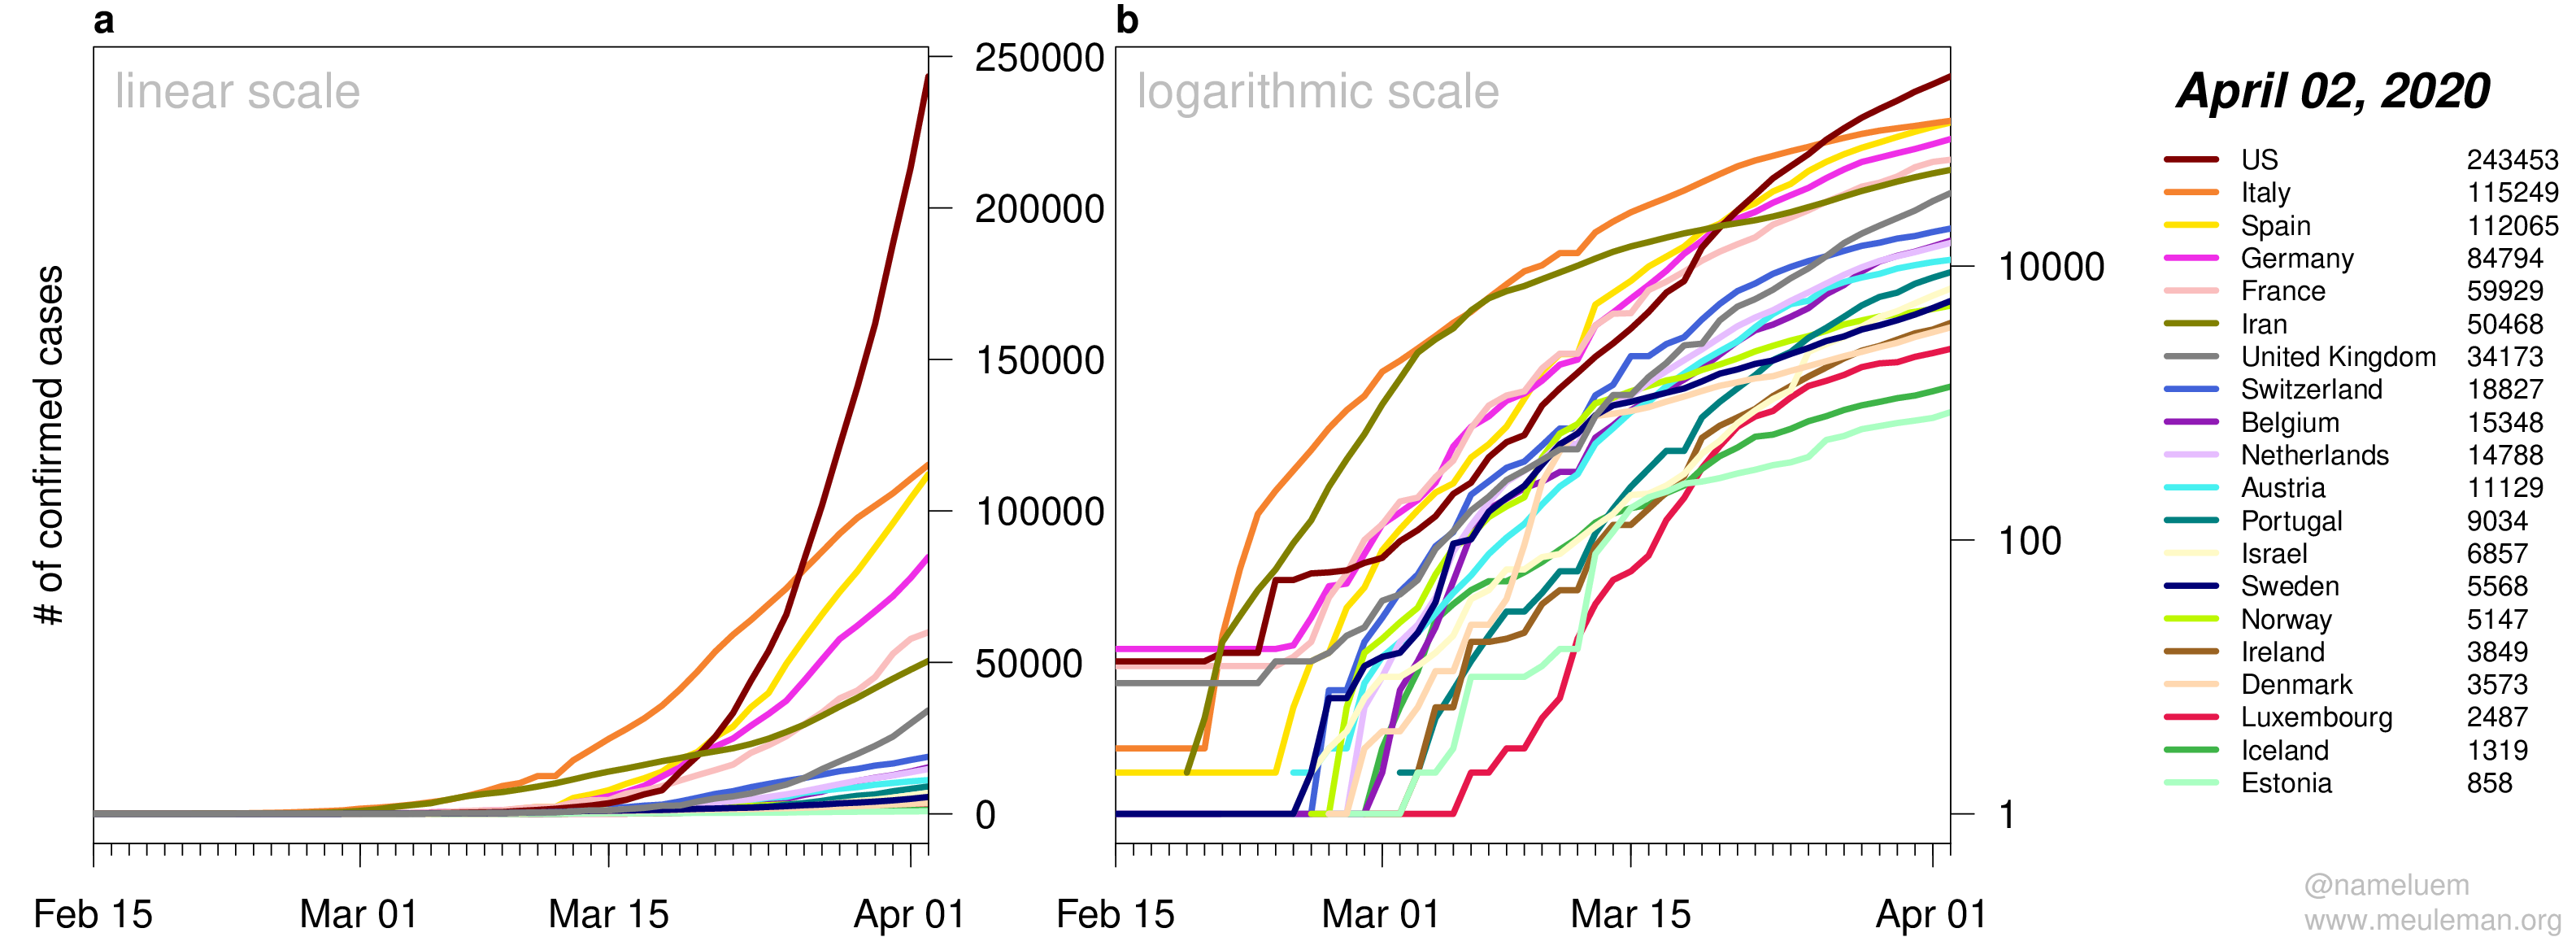 a
linear scale
# of confirmed cases
250000
200000
150000
100000
50000
0
Feb 15 Mar 01 Mar 15 Apr 01
b
logarithmic scale
10000
100
1
Feb 15 Mar 01 Mar 15 Apr 01
April 02, 2020
US 243453
Italy 115249
Spain 112065
Germany 84794
France 59929
Iran 50468
United Kingdom 34173
Switzerland 18827
Belgium 15348
Netherlands 14788
Austria 11129
Portugal 9034
Israel 6857
Sweden 5568
Norway 5147
Ireland 3849
Denmark 3573
Luxembourg 2487
Iceland 1319
Estonia 858
@nameluem
www.meuleman.org